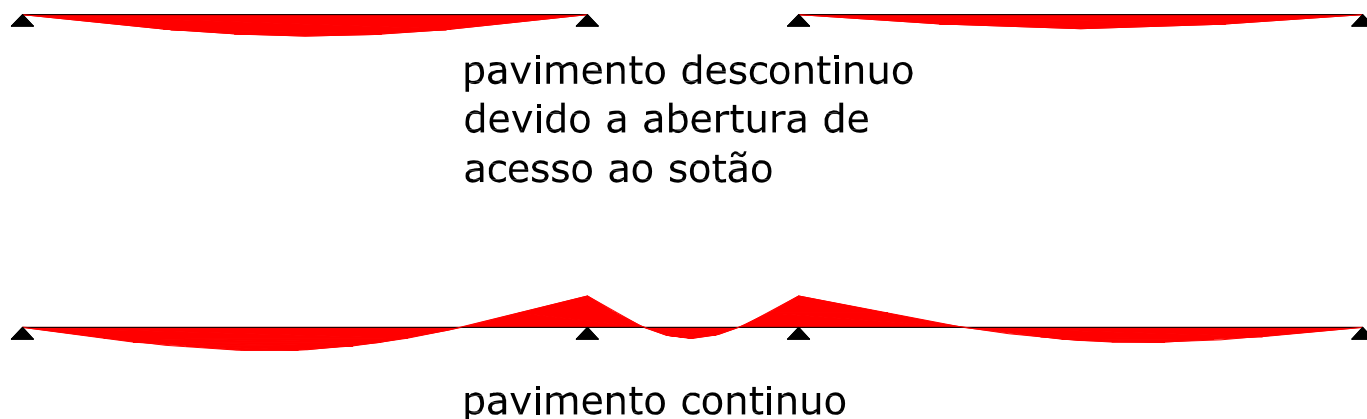 pavimento descontinuo
devido a abertura de
acesso ao sotão
pavimento continuo